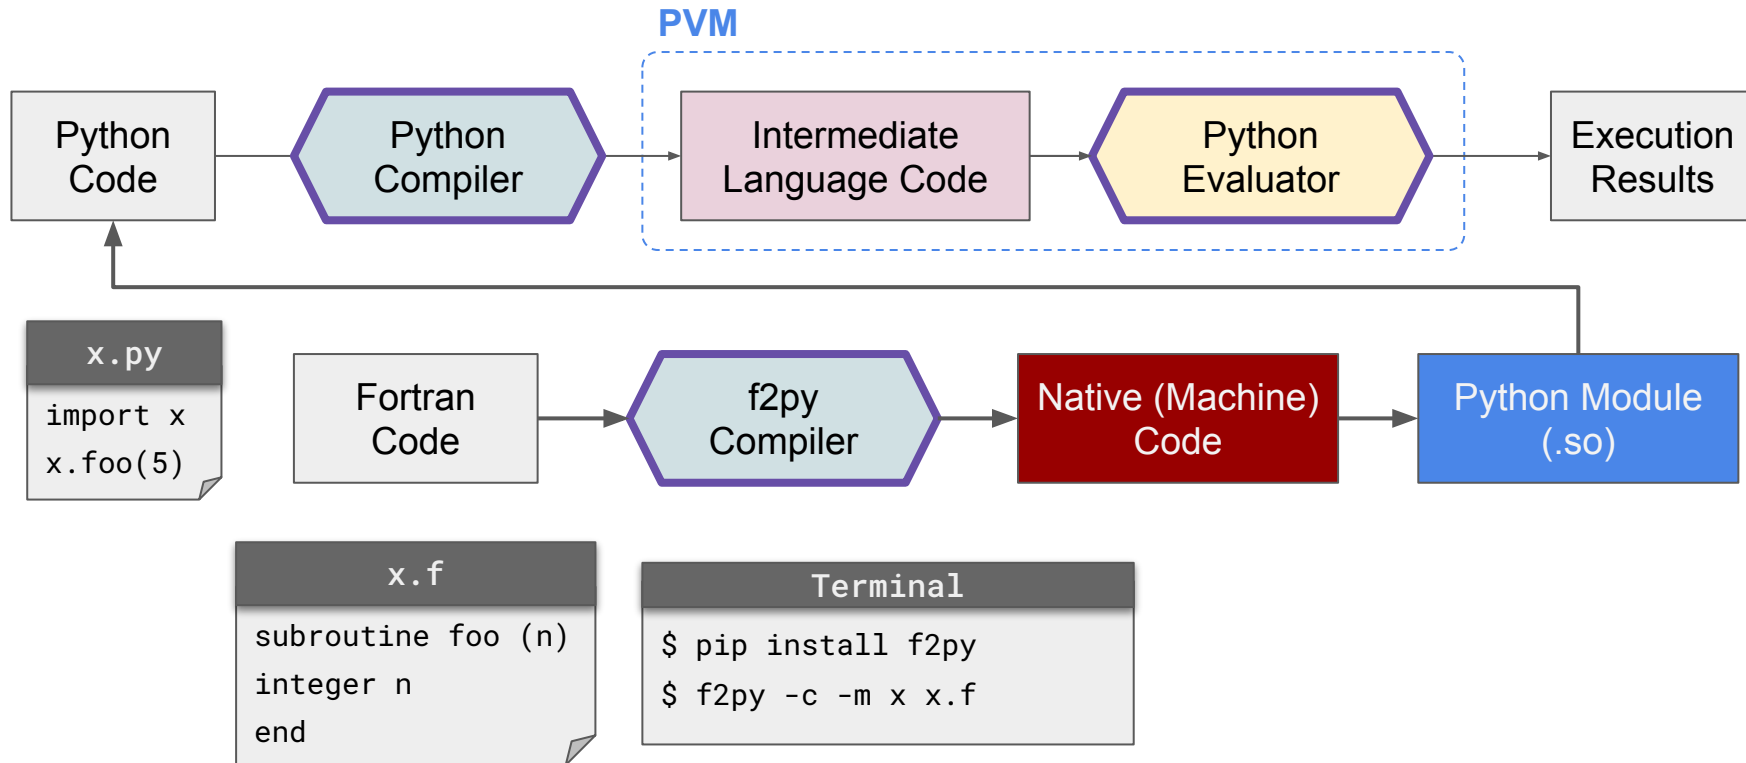 PVM
Python
Code
Python
Compiler
Intermediate
Language Code
Python
Evaluator
Execution
Results
x.py
import x
x.foo(5)
Fortran
Code
f2py
Compiler
Native (Machine)
Code
Python Module
(.so)
x.f
subroutine foo (n)
integer n
end
Terminal
$ pip install f2py
$ f2py -c -m x x.f